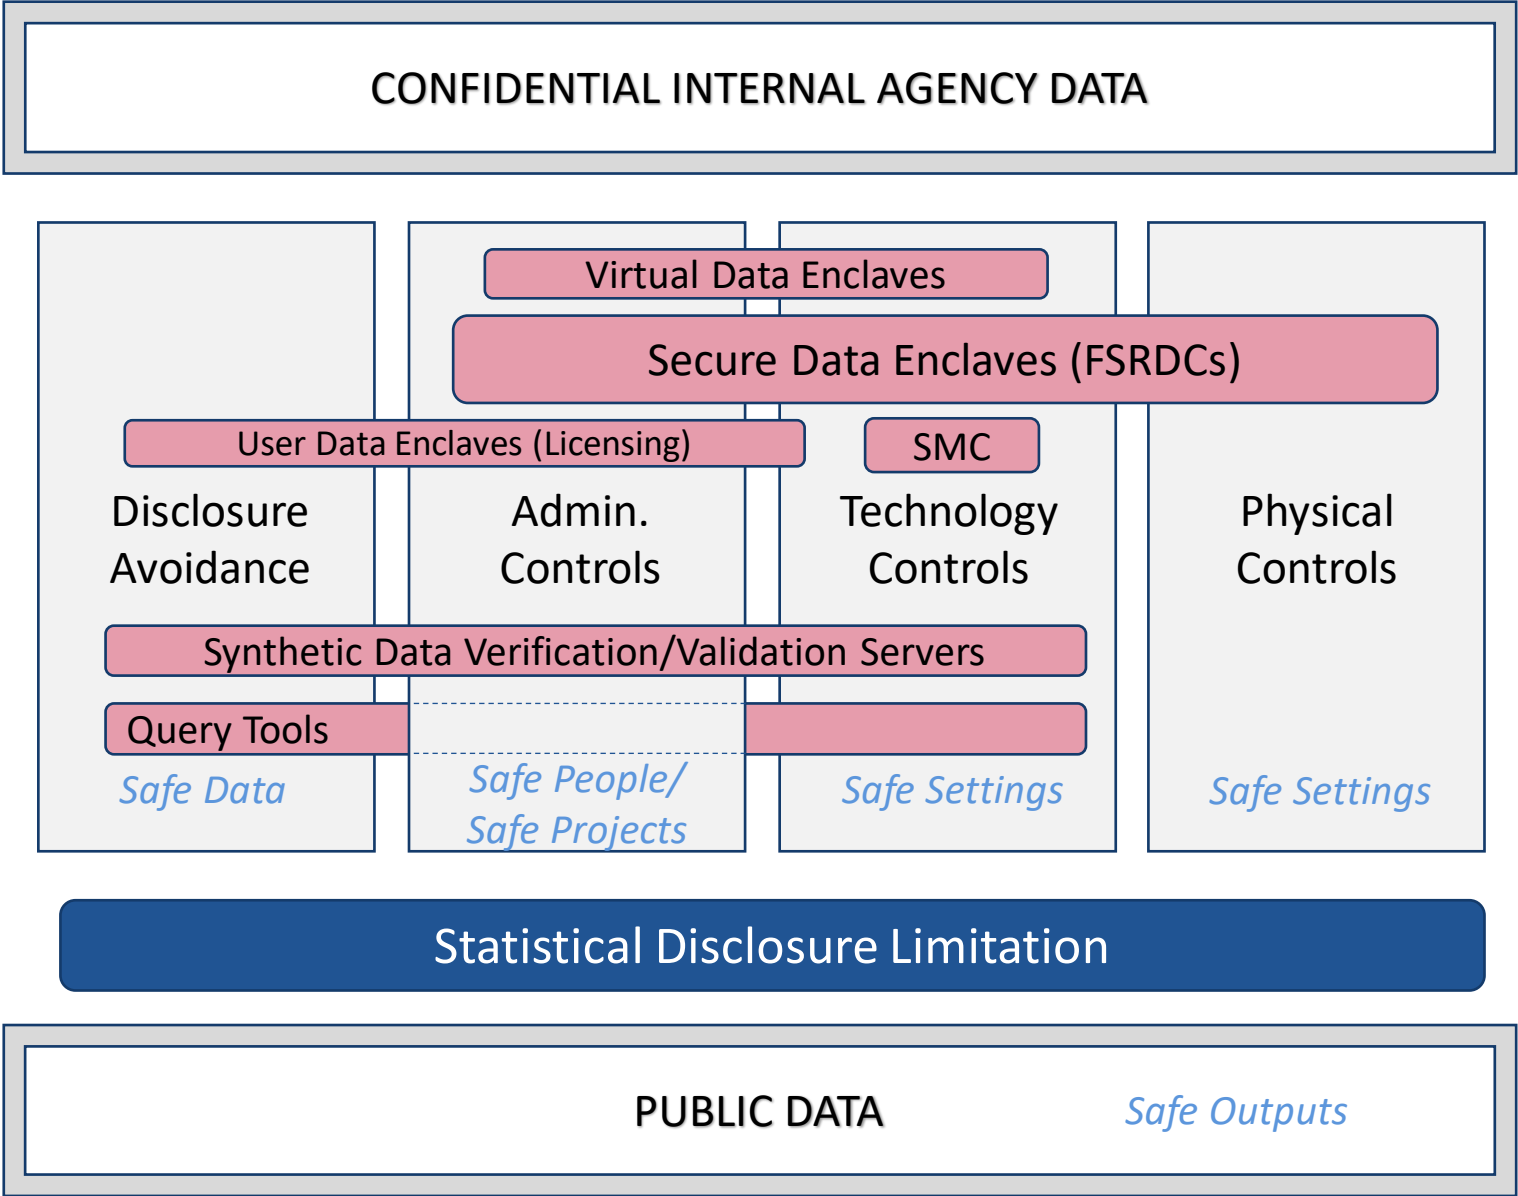 CONFIDENTIAL INTERNAL AGENCY DATA
Virtual Data Enclaves
Secure Data Enclaves (FSRDCs)
User Data Enclaves (Licensing)
SMC
Disclosure
Avoidance
Admin.
Controls
Technology
Controls
Physical
Controls
Synthetic Data Verification/Validation Servers
Query Tools
Safe Data
Safe People/
Safe Projects
Safe Settings
Safe Settings
Statistical Disclosure Limitation
PUBLIC DATA
Safe Outputs